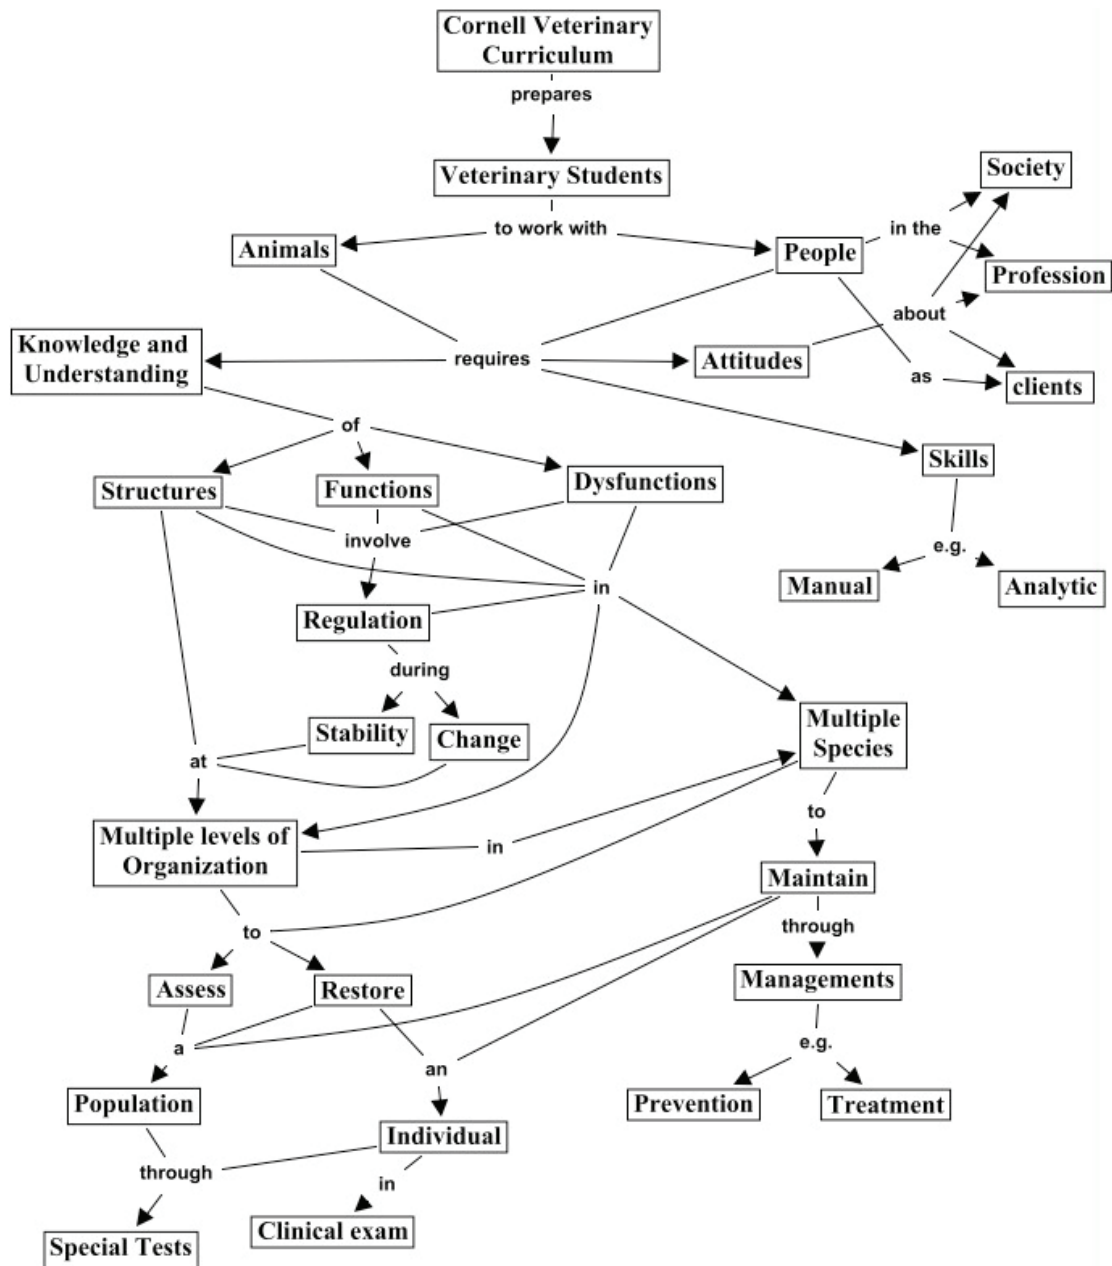 Cornell Veterinary
Curriculum
prepares
Veterinary Students
Society
to work with
in the
Animals
People
Profession
about
Knowledge and
Understanding
requires
Attitudes
as
clients
of
Skills
Structures
Functions
Dysfunctions
involve
e.g.
in
Manual
Analytic
Regulation
during
Stability
Change
Multiple
Species
at
to
Multiple levels of
Organization
in
Maintain
through
to
Assess
Restore
Managements
a
e.g.
an
Population
Prevention
Treatment
Individual
through
in
Clinical exam
Special Tests